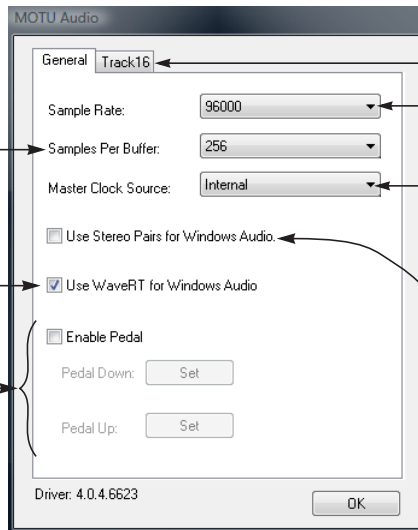 MOTU Audio
General Track16
Sample Rate: 96000
Samples Per Buffer: 256
Master Clock Source: Internal
Use Stereo Pairs for Windows Audio.
Use WaveRT for Windows Audio
Enable Pedal
Pedal Down: Set
Pedal Up: Set
Driver: 4.0.4.6623
OK